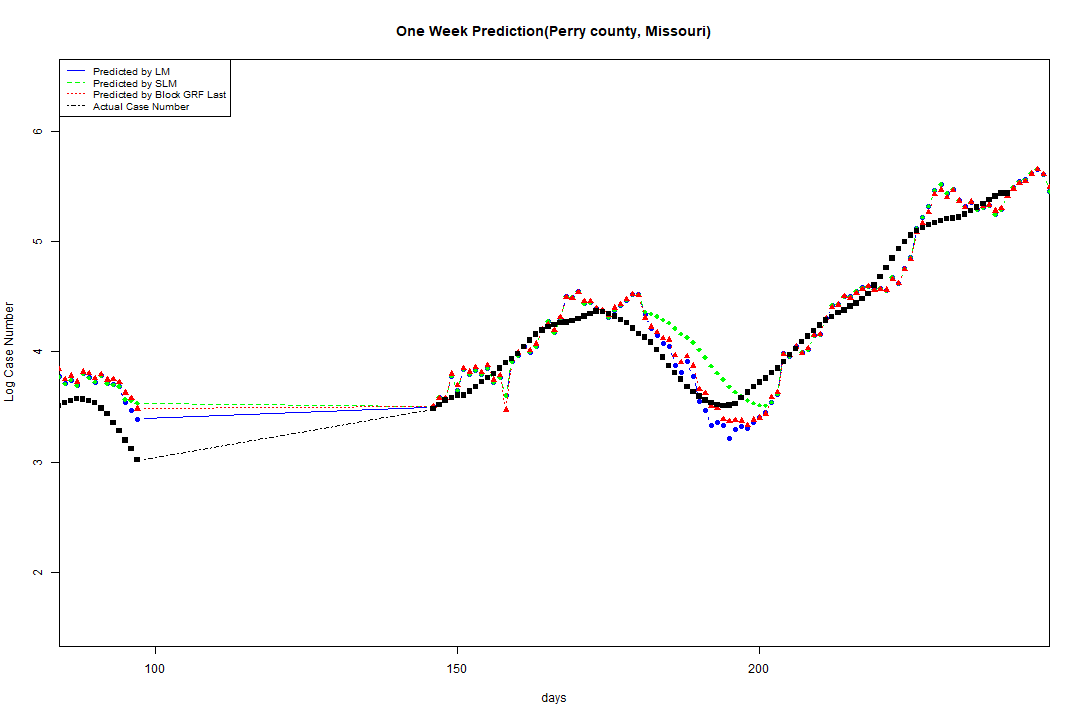 One Week Prediction(Perry county, Missouri)
Predicted by LM
Predicted by SLM
Predicted by Block GRF Last
Actual Case Number
6
5
4
3
2
Log Case Number
100 150 200
days